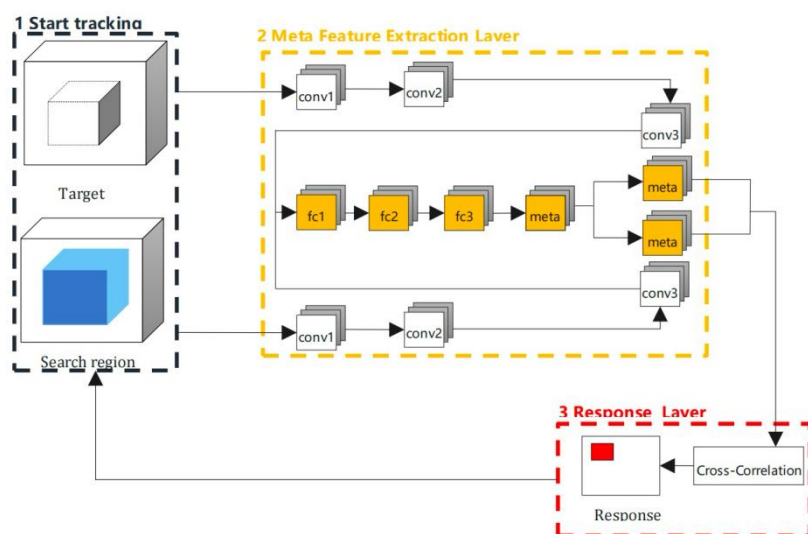 1 Start tracking
Target
Search region
2 Meta Feature Extraction Layer
conv1
conv2
conv3
fc1
fc2
fc3
meta
meta
meta
conv3
conv1
conv2
3 Response Layer
Cross-Correlation
Response